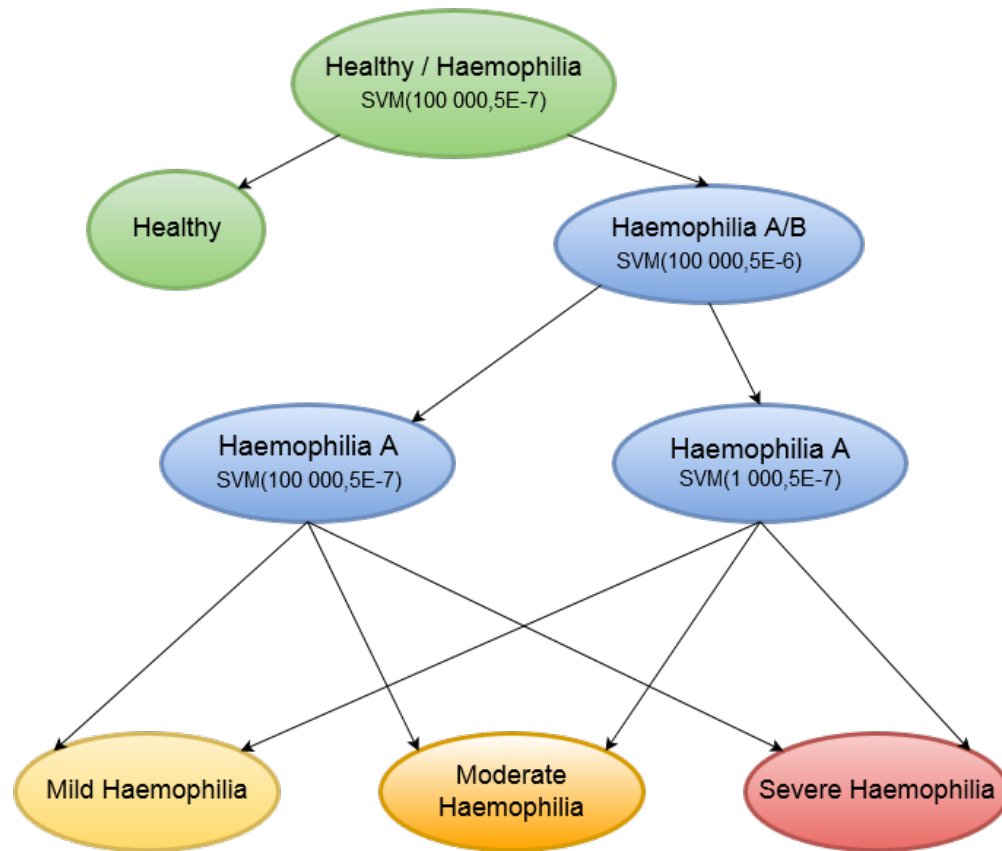 Healthy / Haemophilia
SVM(100 000,5E-7)
Healthy
Haemophilia A/B
SVM(100 000,5E-6)
Haemophilia A
SVM(100 000,5E-7)
Haemophilia A
SVM(1 000,5E-7)
Mild Haemophilia
Moderate
Haemophilia
Severe Haemophilia